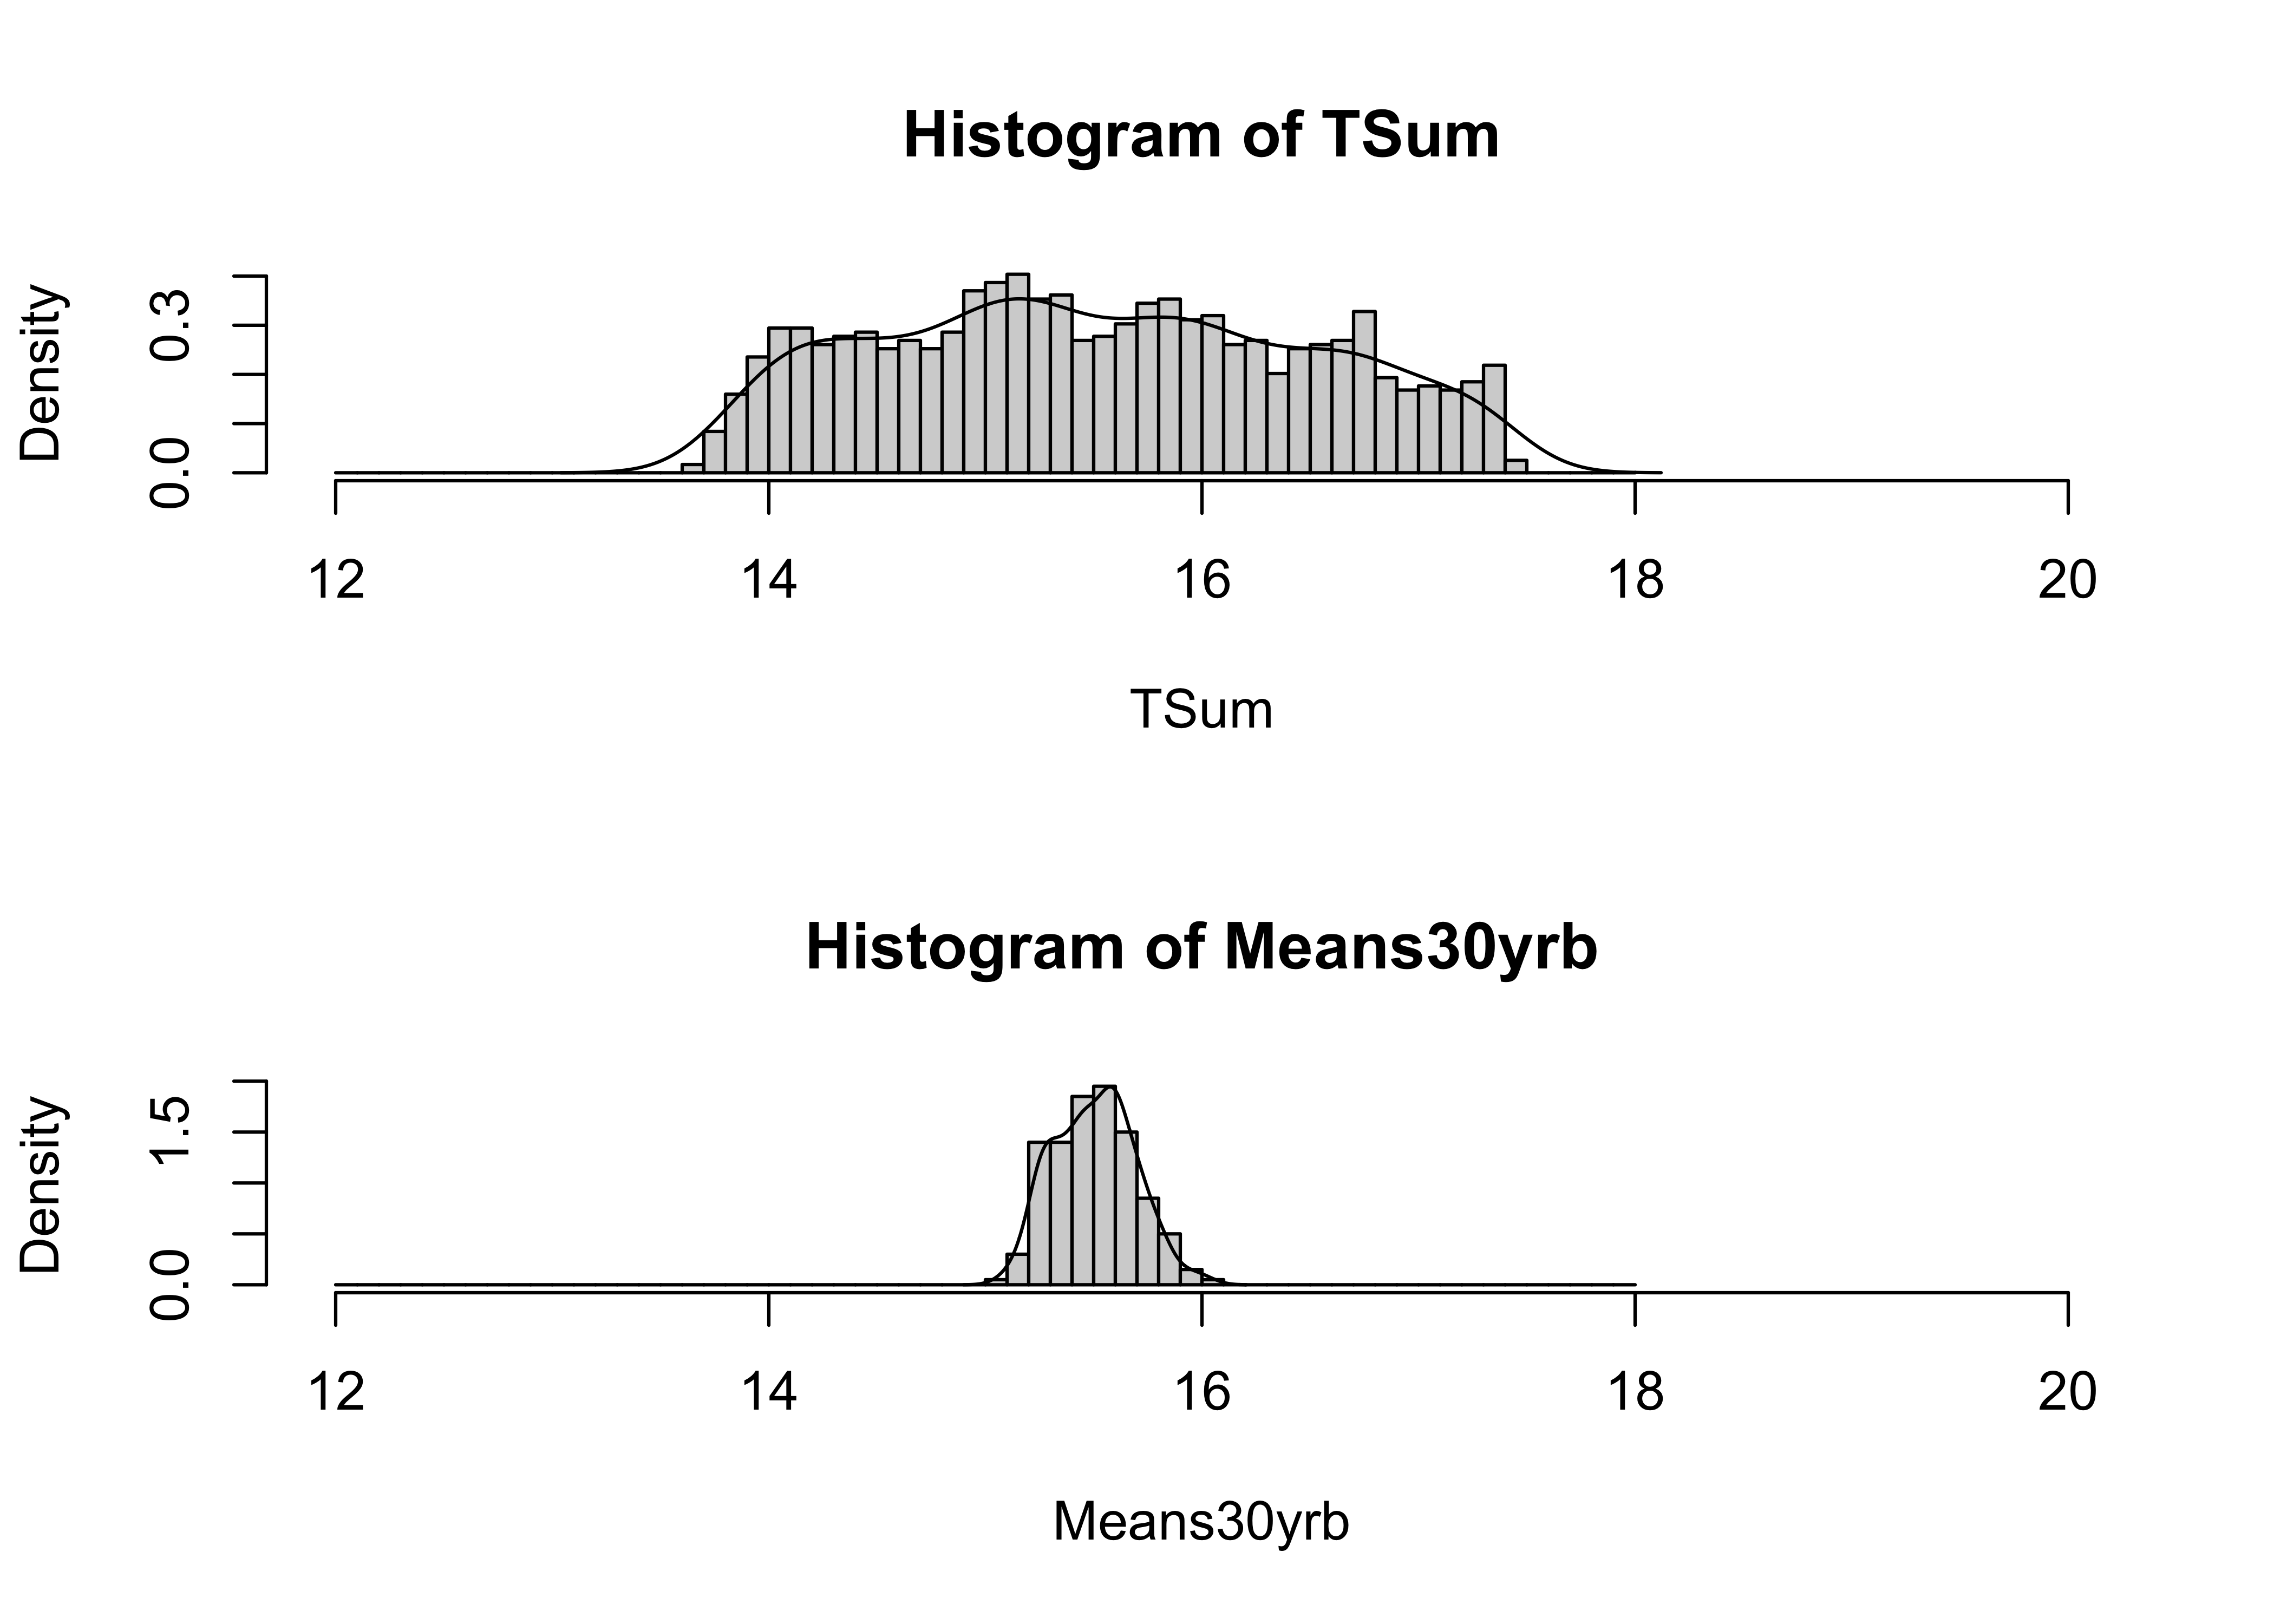 Histogram of TSum
Density
0.3
0.0
12 14 16 18 20
TSum
Histogram of Means30yrb
Density
1.5
0.0
12 14 16 18 20
Means30yrb